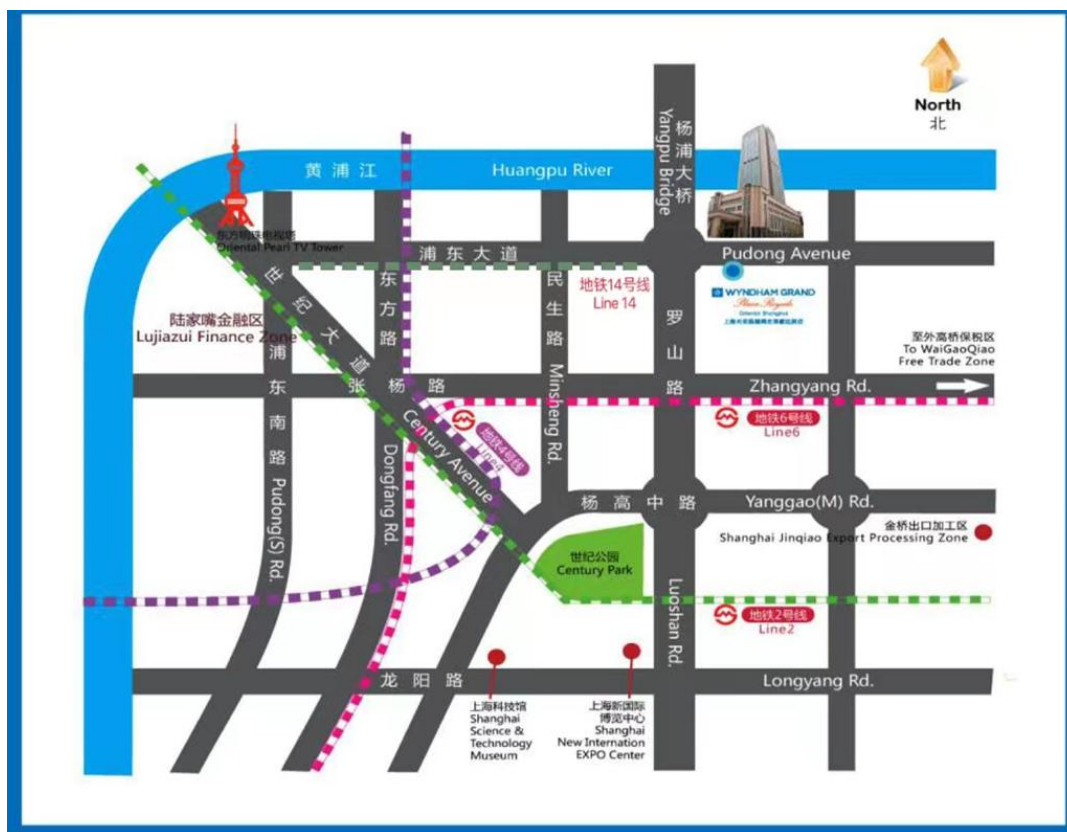 North
北
杨浦大桥
Yangpu Bridge
黄浦江
Huangpu River
东方明珠电视塔
Oriental Pearl TV Tower
浦东大道
Pudong Avenue
世纪大道
Century Avenue
东方路
Dongfang Rd.
民生路
Minsheng Rd.
地铁14号线
Line 14
罗山路
Luoshan Rd.
WYNDHAM GRAND
Plaza Royale
Oriental Shanghai
陆家嘴金融区
Lujiazui Finance Zone
浦东南路
Pudong(S) Rd.
至外高桥保税区
To WaiGaoQiao
Free Trade Zone
张杨路
Zhangyang Rd.
地铁4号线
Line4
地铁6号线
Line6
杨高中路
Yanggao(M) Rd.
金桥出口加工区
Shanghai Jinqiao Export Processing Zone
世纪公园
Century Park
地铁2号线
Line2
龙阳路
Longyang Rd.
上海科技馆
Shanghai
Science &
Technology
Museum
上海新国际
博览中心
Shanghai
New Internation
EXPO Center